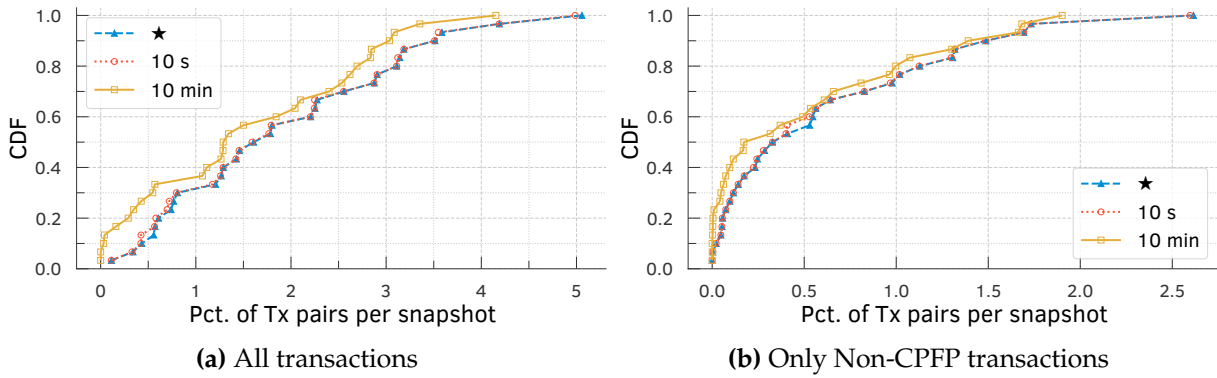 CDF
1.0
0.8
0.6
0.4
0.2
0.0
★
10 s
10 min
0 1 2 3 4 5
Pct. of Tx pairs per snapshot
(a) All transactions
CDF
1.0
0.8
0.6
0.4
0.2
0.0
★
10 s
10 min
0.0 0.5 1.0 1.5 2.0 2.5
Pct. of Tx pairs per snapshot
(b) Only Non-CPFP transactions